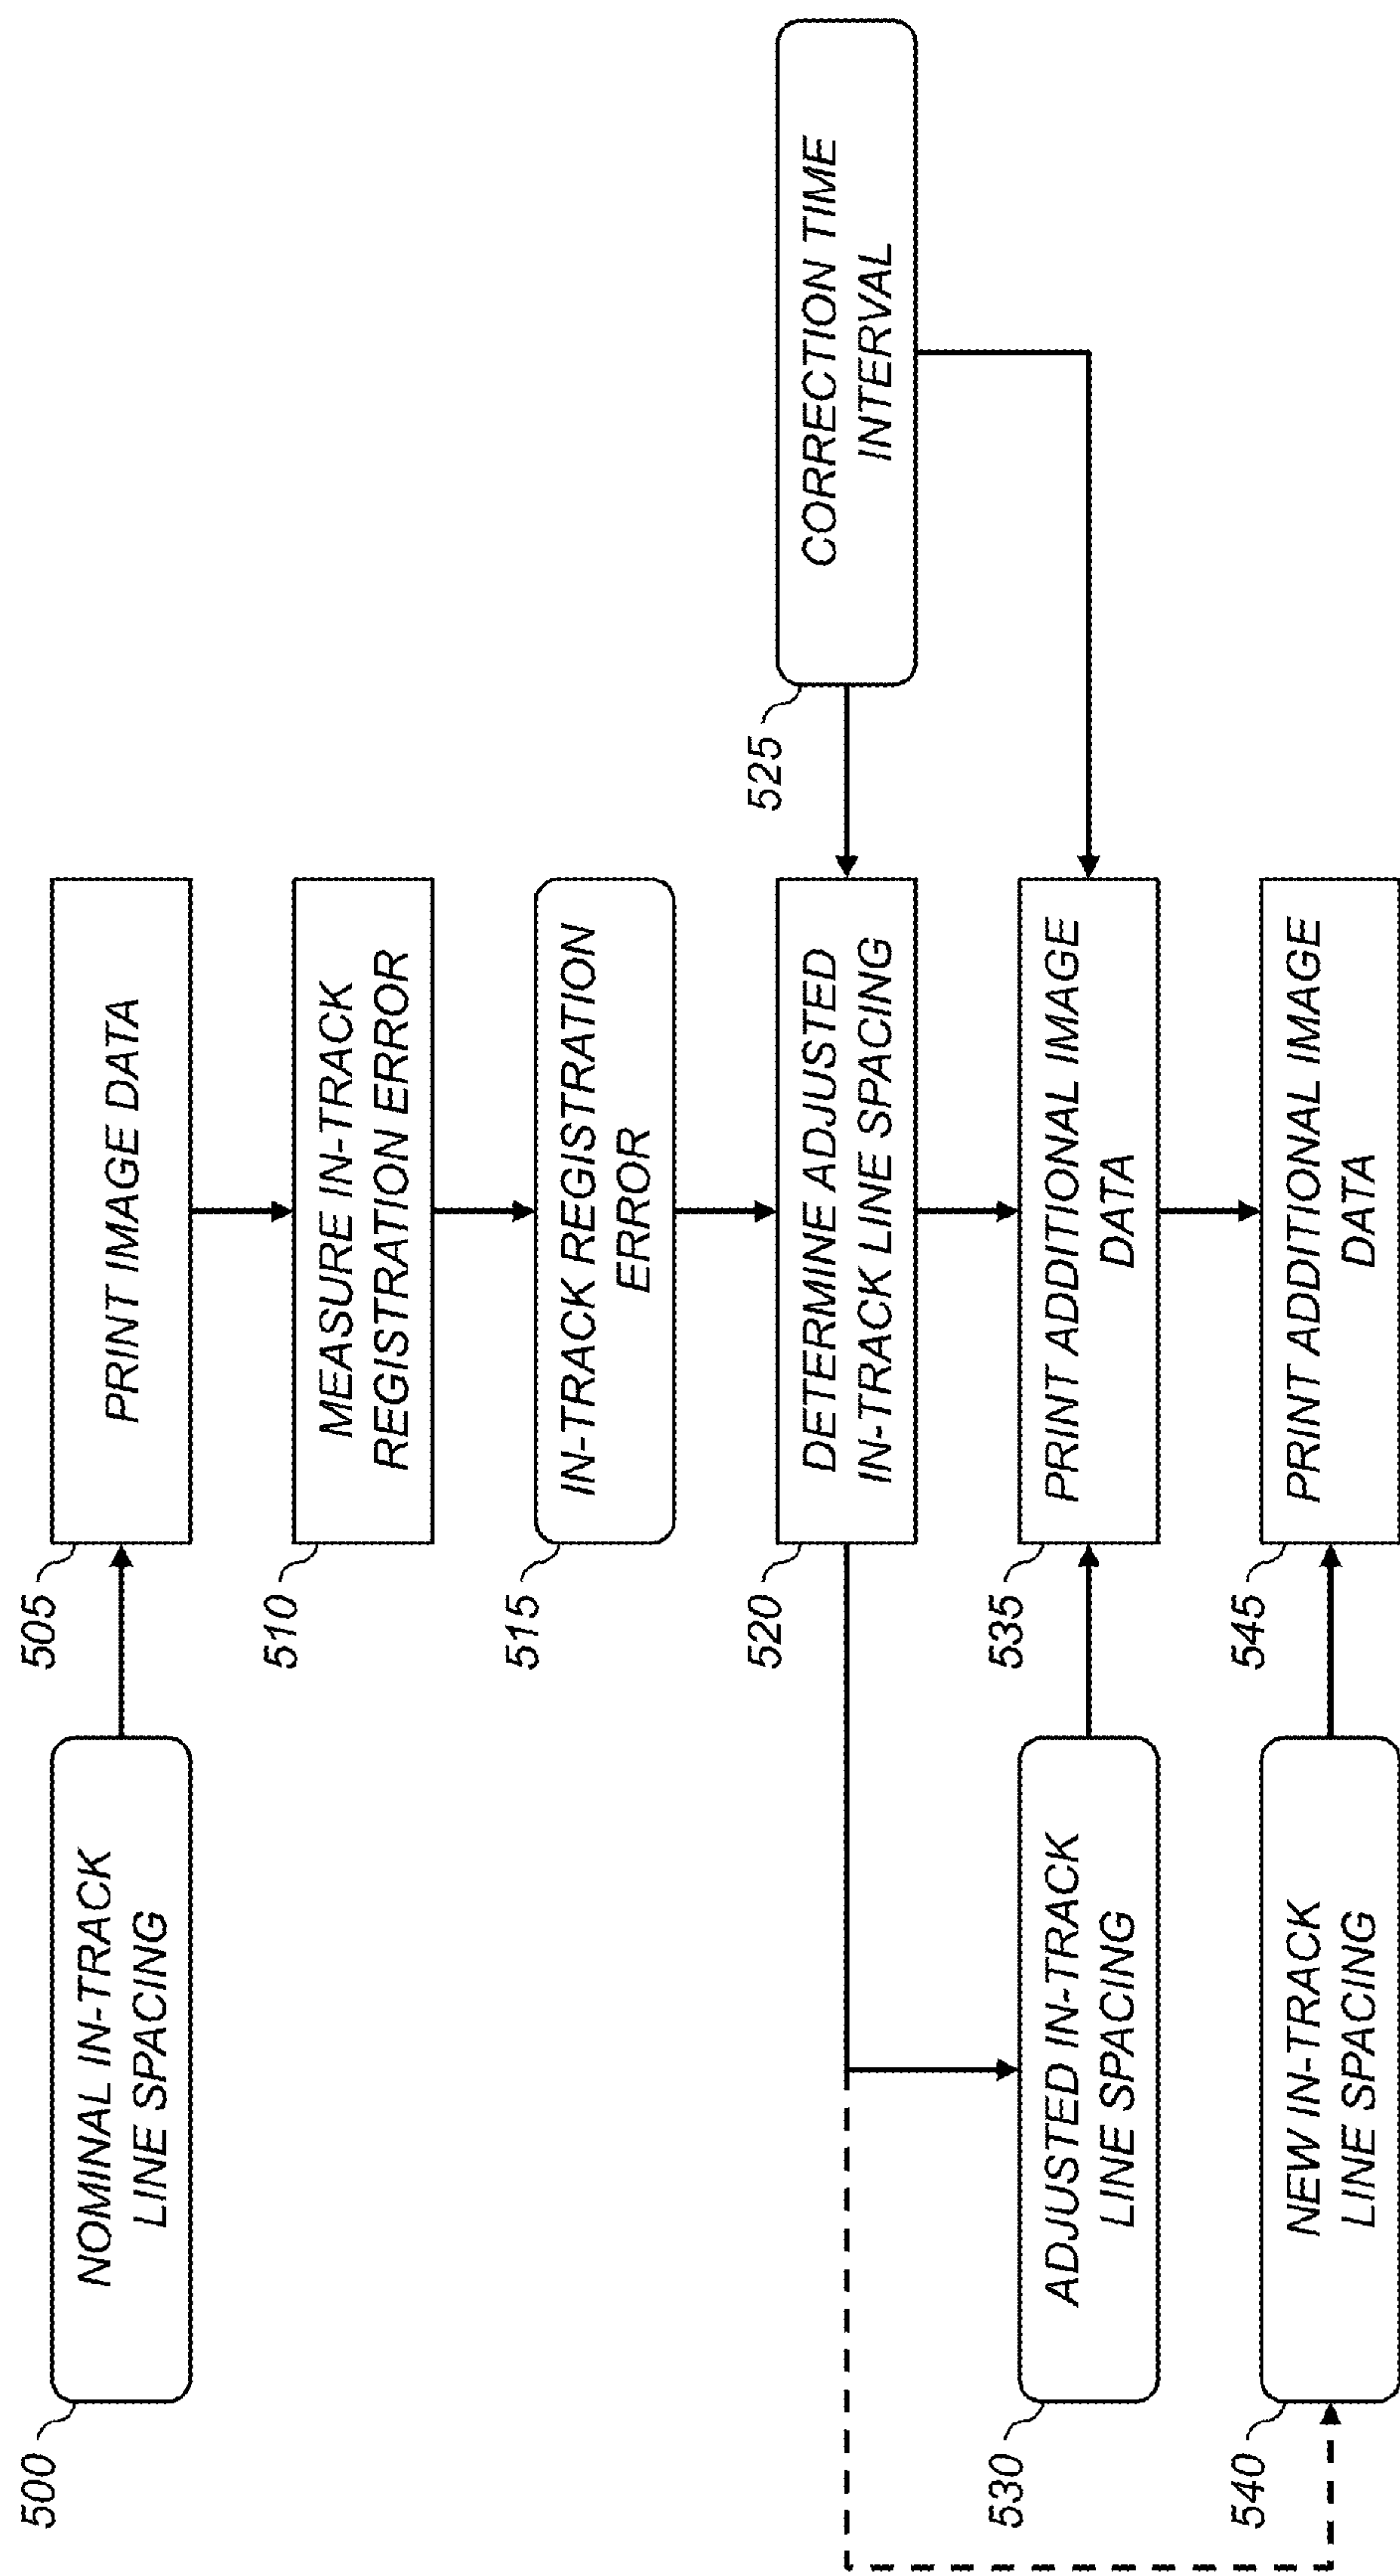 500
NOMINAL IN-TRACK
LINE SPACING
505
PRINT IMAGE DATA
510
MEASURE IN-TRACK
REGISTRATION ERROR
515
IN-TRACK REGISTRATION
ERROR
520
DETERMINE ADJUSTED
IN-TRACK LINE SPACING
525
CORRECTION TIME
INTERVAL
530
ADJUSTED IN-TRACK
LINE SPACING
535
PRINT ADDITIONAL IMAGE
DATA
540
NEW IN-TRACK
LINE SPACING
545
PRINT ADDITIONAL IMAGE
DATA